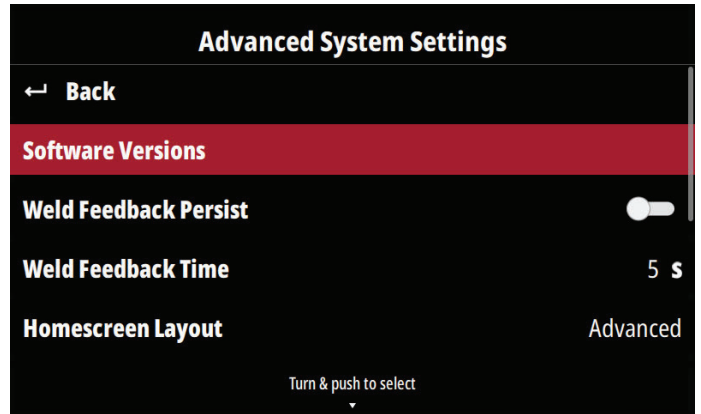 Advanced System Settings
Back
Software Versions
Weld Feedback Persist
Weld Feedback Time 5 s
Homescreen Layout Advanced
Turn & push to select